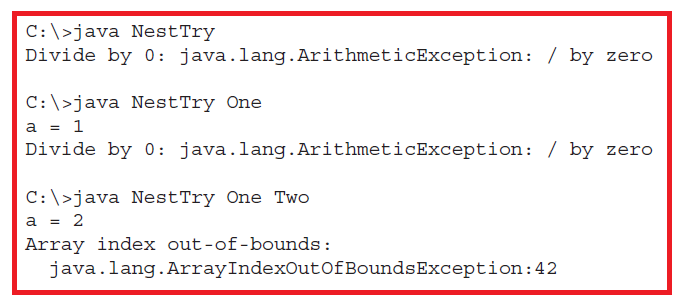 C:\>java NestTry
Divide by 0: java.lang.ArithmeticException: / by zero
C:\>java NestTry One
a = 1
Divide by 0: java.lang.ArithmeticException: / by zero
C:\>java NestTry One Two
a = 2
Array index out-of-bounds:
java.lang.ArrayIndexOutOfBoundsException:42